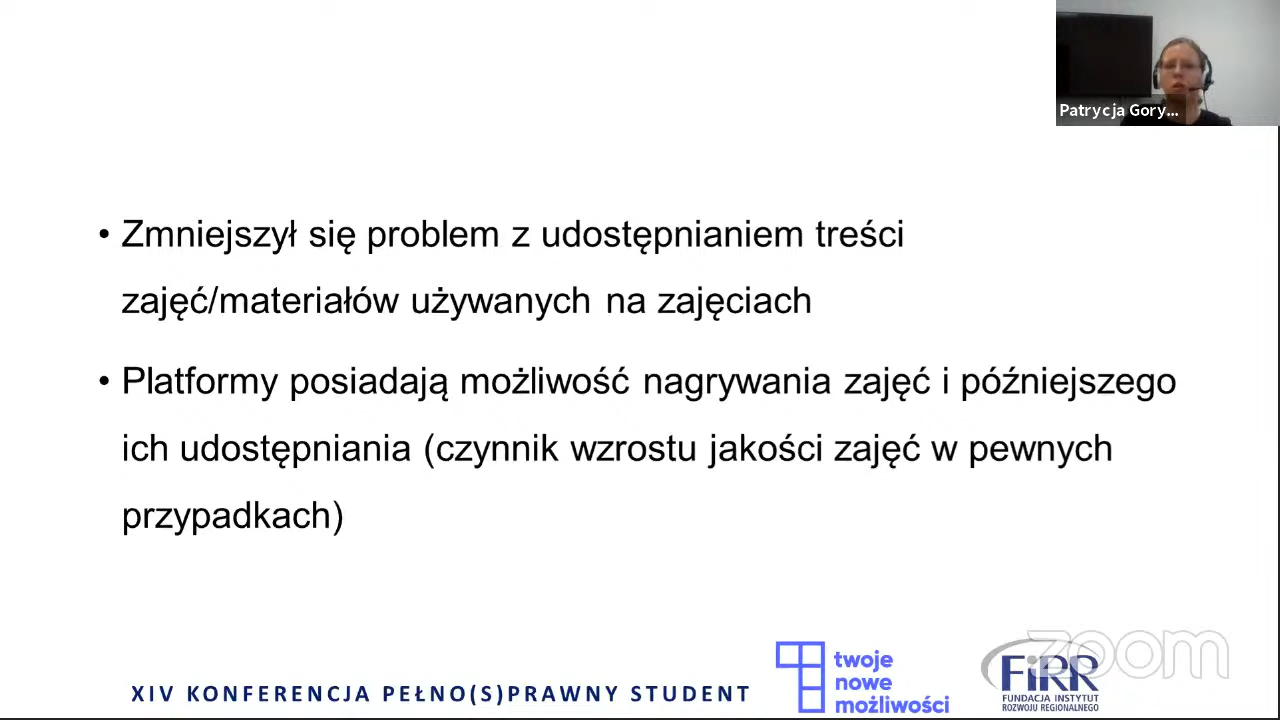 Patrycja Gory...
• Zmniejszył się problem z udostępnianiem treści
zajęć/materiałów używanych na zajęciach
• Platformy posiadają możliwość nagrywania zajęć i późniejszego
ich udostępniania (czynnik wzrostu jakości zajęć w pewnych
przypadkach)
XIV KONFERENCJA PEŁNO(S)PRAWNY STUDENT
twoje
nowe
możliwości
FiRR
FUNDACJA INSTYTUT
ROZWOJU REGIONALNEGO
zoom